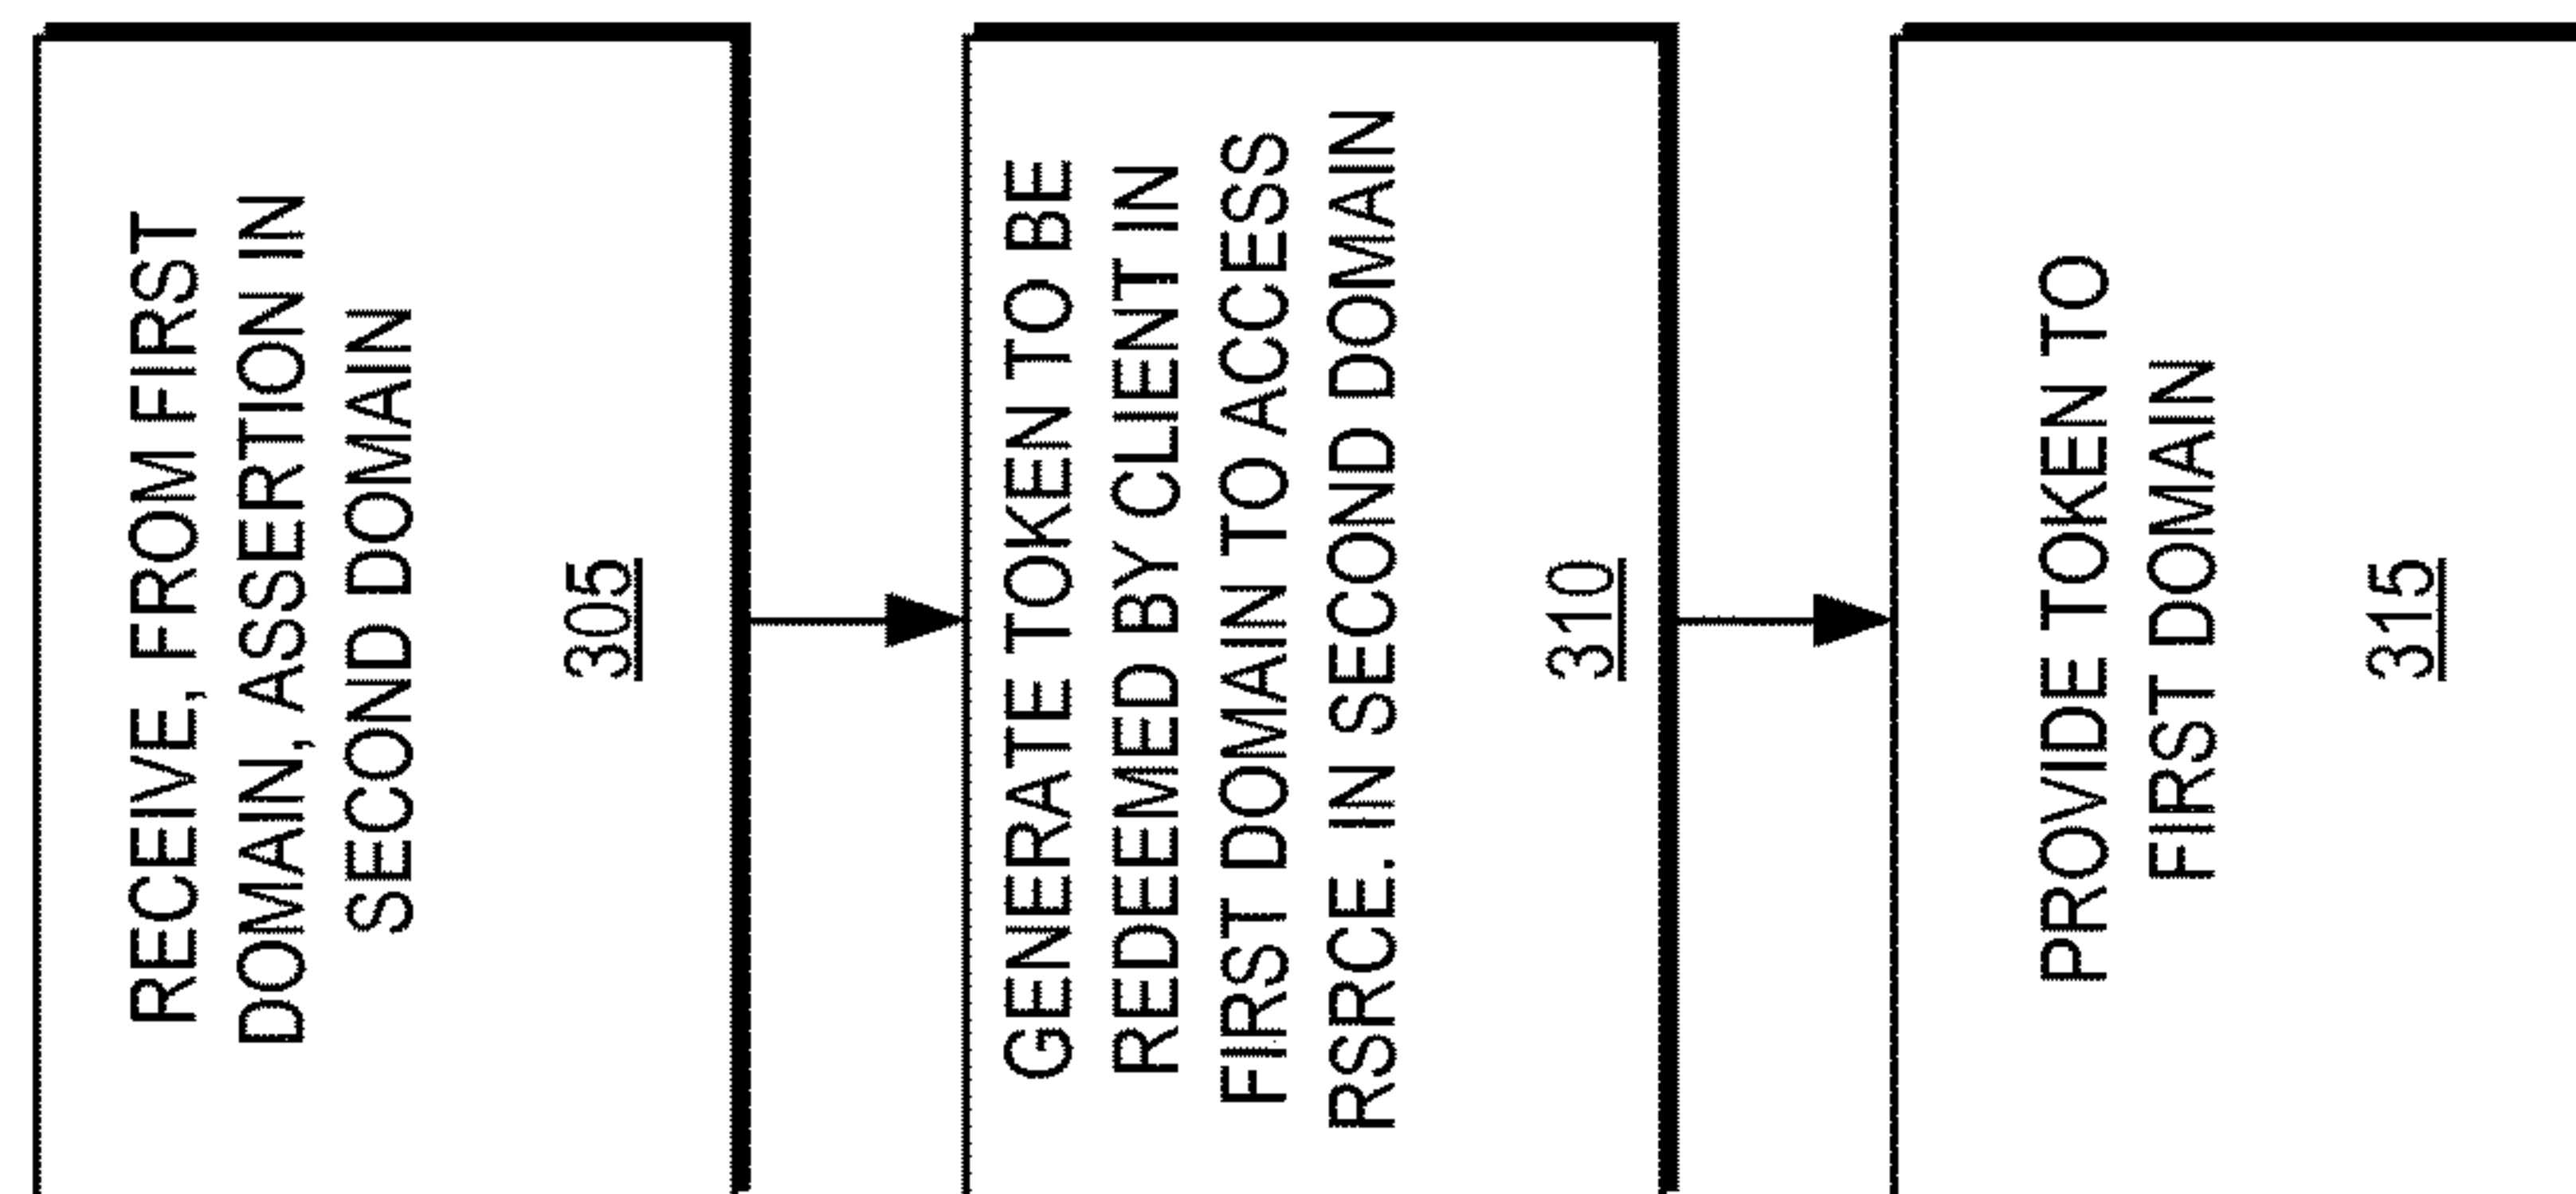 RECEIVE, FROM FIRST
DOMAIN, ASSERTION IN
SECOND DOMAIN
305
GENERATE TOKEN TO BE
REDEEMED BY CLIENT IN
FIRST DOMAIN TO ACCESS
RSRCE. IN SECOND DOMAIN
310
PROVIDE TOKEN TO
FIRST DOMAIN
315